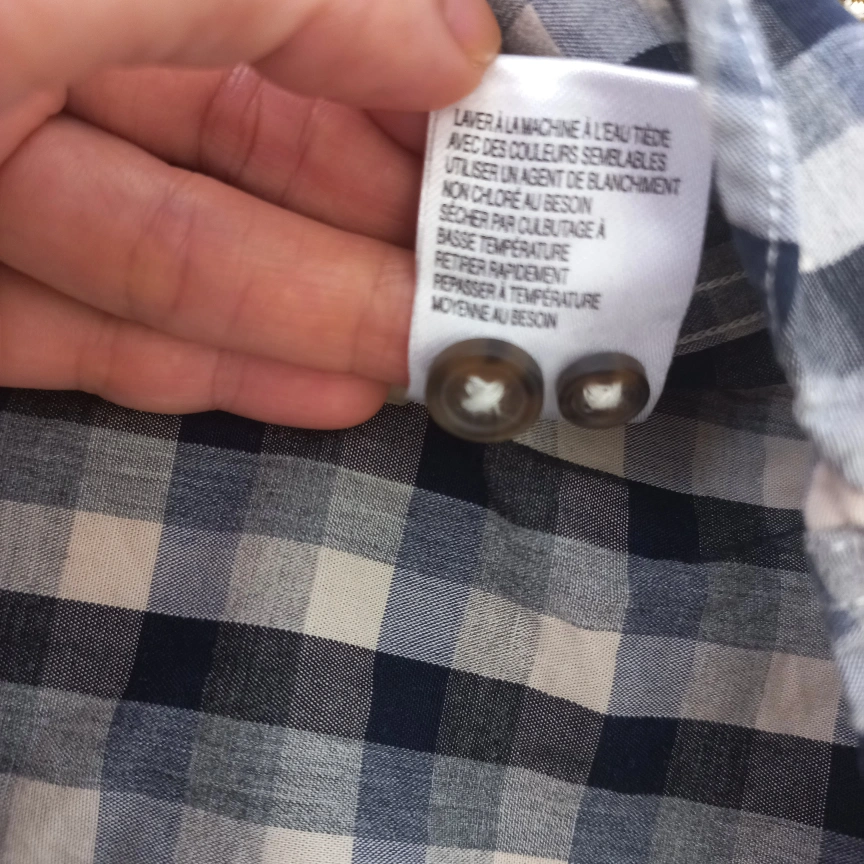 LAVER À LA MACHINE À L'EAU TIÈDE
AVEC DES COULEURS SEMBLABLES
UTILISER UN AGENT DE BLANCHIMENT
NON CHLORÉ AU BESOIN
SÉCHER PAR CULBUTAGE À
BASSE TEMPÉRATURE
RETIRER RAPIDEMENT
REPASSER À TEMPÉRATURE
MOYENNE AU BESOIN